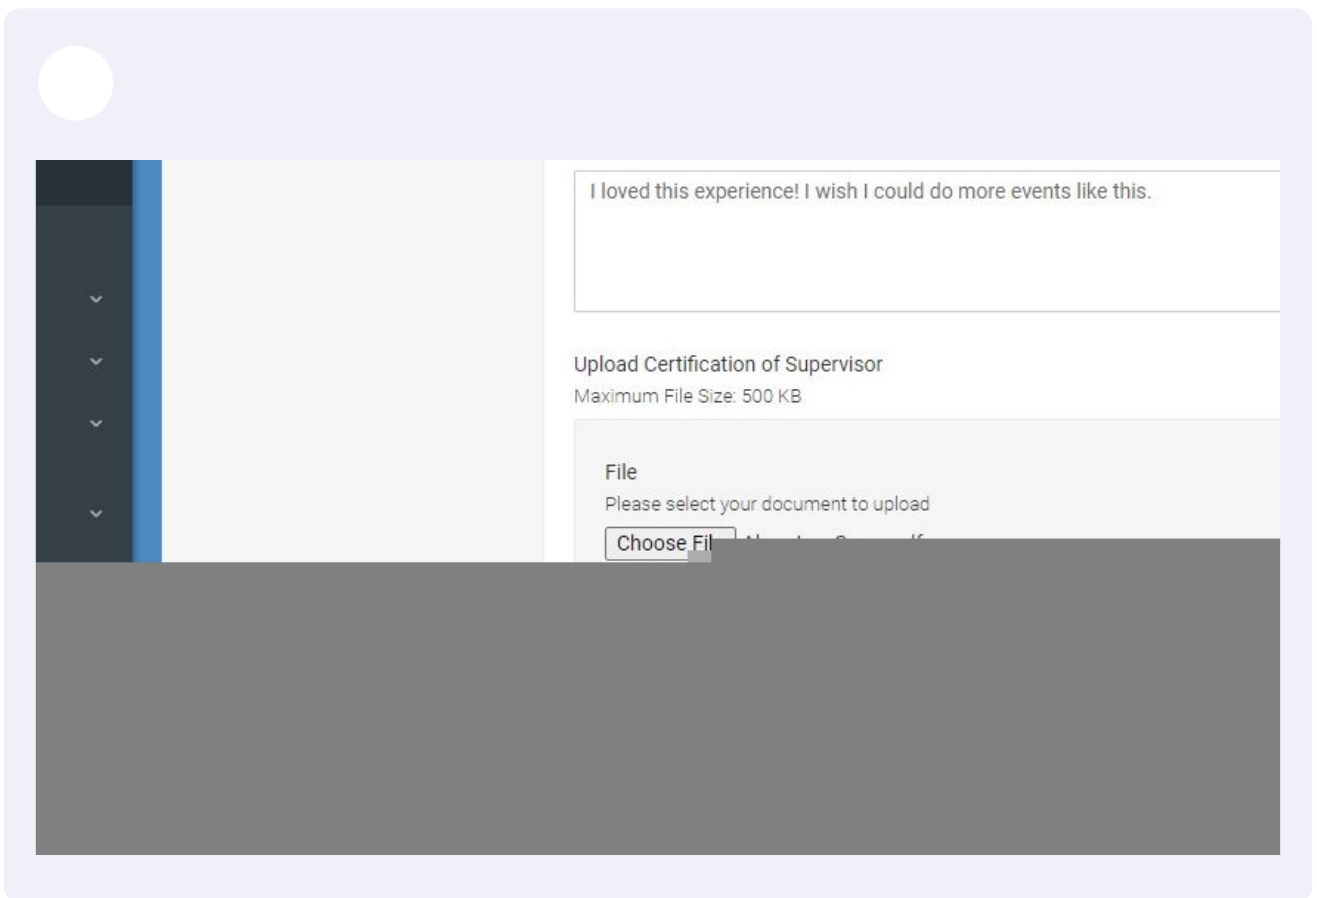 I loved this experience! I wish I could do more events like this.
Upload Certification of Supervisor
Maximum File Size: 500 KB
File
Please select your document to upload
Choose